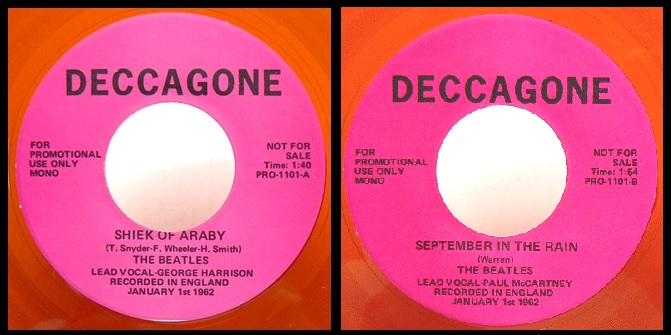 DECCAGONE
FOR
PROMOTIONAL
USE ONLY
MONO
NOT FOR
SALE
Time: 1:40
PRO-1101-A
SHIEK OF ARABY
(T. Snyder-F. Wheeler-H. Smith)
THE BEATLES
LEAD VOCAL-GEORGE HARRISON
RECORDED IN ENGLAND
JANUARY 1st 1962
DECCAGONE
FOR
PROMOTIONAL
USE ONLY
MONO
NOT FOR
SALE
Time: 1:54
PRO-1101-B
SEPTEMBER IN THE RAIN
(Warren)
THE BEATLES
LEAD VOCAL-PAUL McCARTNEY
RECORDED IN ENGLAND
JANUARY 1st 1962